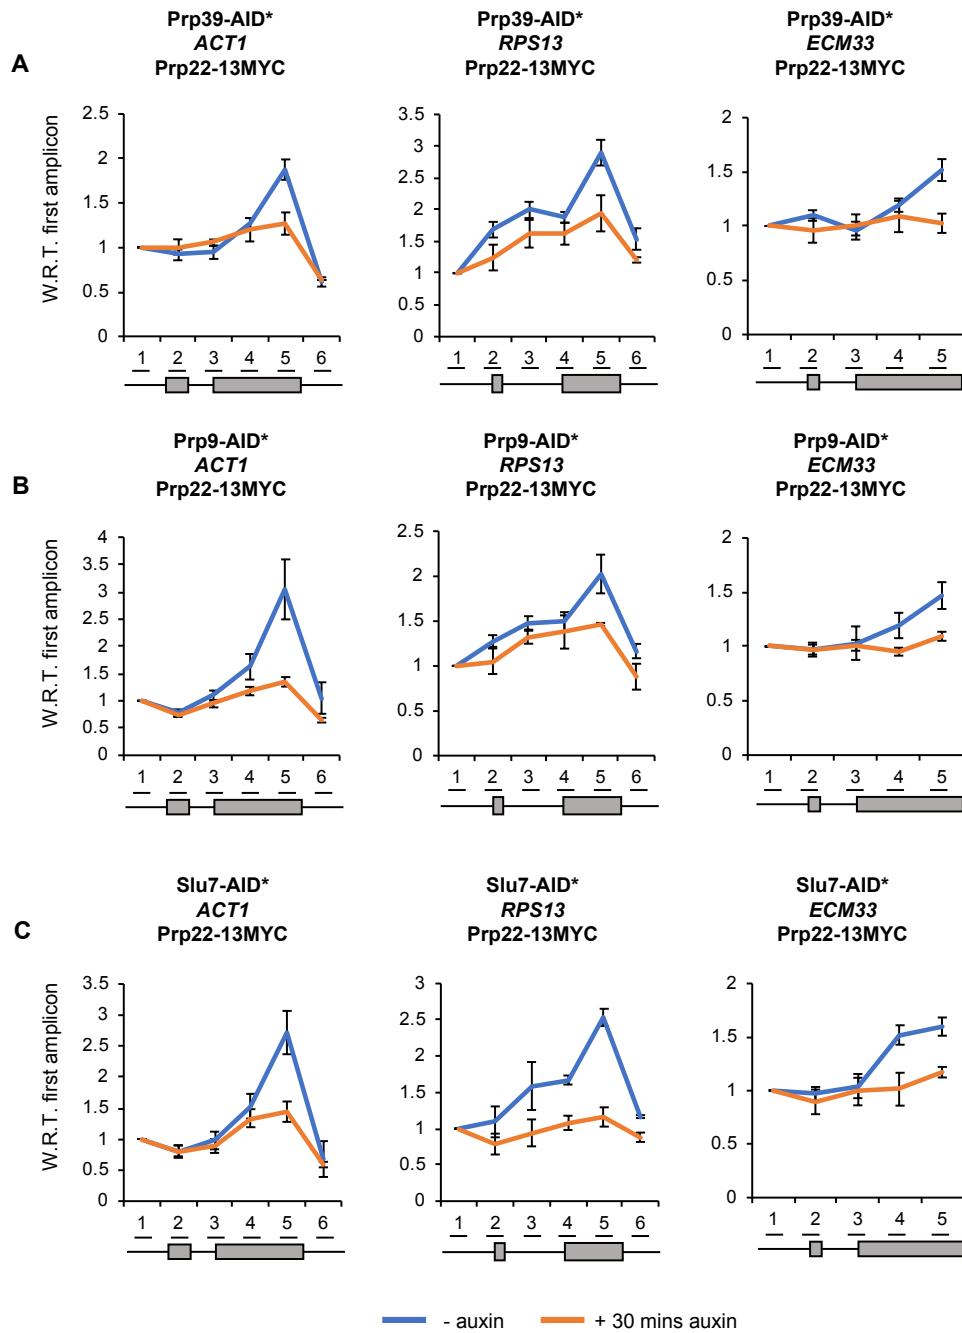 A
Prp39-AID*
ACT1
Prp22-13MYC
Prp39-AID*
RPS13
Prp22-13MYC
Prp39-AID*
ECM33
Prp22-13MYC
W.R.T. first amplicon
2.5
2
1.5
1
0.5
0
1 2 3 4 5 6
3.5
3
2.5
2
1.5
1
0.5
0
1 2 3 4 5 6
2
1.5
1
0.5
0
1 2 3 4 5
B
Prp9-AID*
ACT1
Prp22-13MYC
Prp9-AID*
RPS13
Prp22-13MYC
Prp9-AID*
ECM33
Prp22-13MYC
W.R.T. first amplicon
4
3.5
3
2.5
2
1.5
1
0.5
0
1 2 3 4 5 6
2.5
2
1.5
1
0.5
0
1 2 3 4 5 6
2
1.5
1
0.5
0
1 2 3 4 5
C
Slu7-AID*
ACT1
Prp22-13MYC
Slu7-AID*
RPS13
Prp22-13MYC
Slu7-AID*
ECM33
Prp22-13MYC
W.R.T. first amplicon
3.5
3
2.5
2
1.5
1
0.5
0
1 2 3 4 5 6
3
2.5
2
1.5
1
0.5
0
1 2 3 4 5 6
2
1.5
1
0.5
0
1 2 3 4 5
- auxin
+ 30 mins auxin